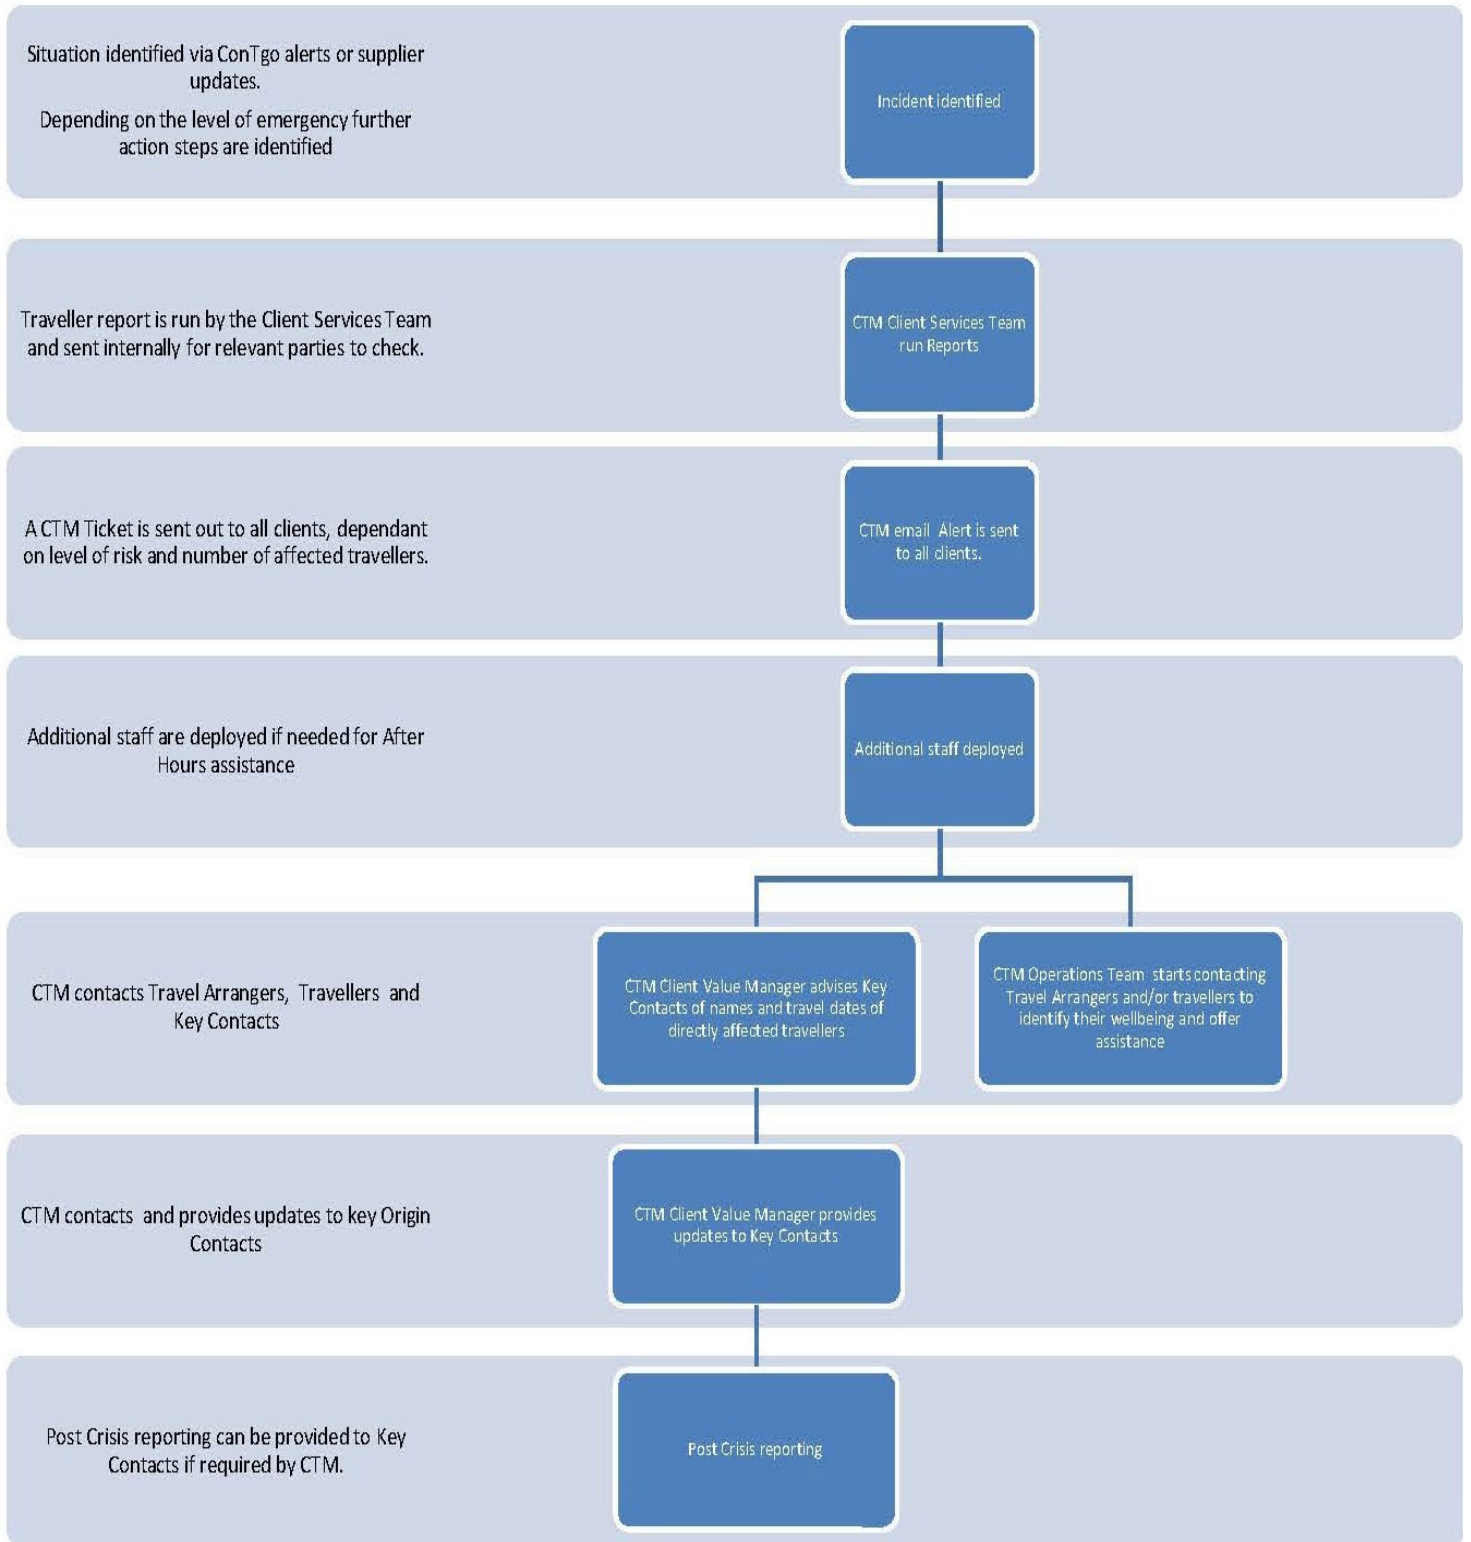 Situation identified via ConTgo alerts or supplier
updates.
Depending on the level of emergency further
action steps are identified
Incident identified
Traveller report is run by the Client Services Team
and sent internally for relevant parties to check.
CTM Client Services Team
run Reports
A CTM Ticket is sent out to all clients, dependant
on level of risk and number of affected travellers.
CTM email Alert is sent
to all clients.
Additional staff are deployed if needed for After
Hours assistance
Additional staff deployed
CTM contacts Travel Arrangers, Travellers and
Key Contacts
CTM Client Value Manager advises Key
Contacts of names and travel dates of
directly affected travellers
CTM Operations Team starts contacting
Travel Arrangers and/or travellers to
identify their wellbeing and offer
assistance
CTM contacts and provides updates to key Origin
Contacts
CTM Client Value Manager provides
updates to Key Contacts
Post Crisis reporting can be provided to Key
Contacts if required by CTM.
Post Crisis reporting